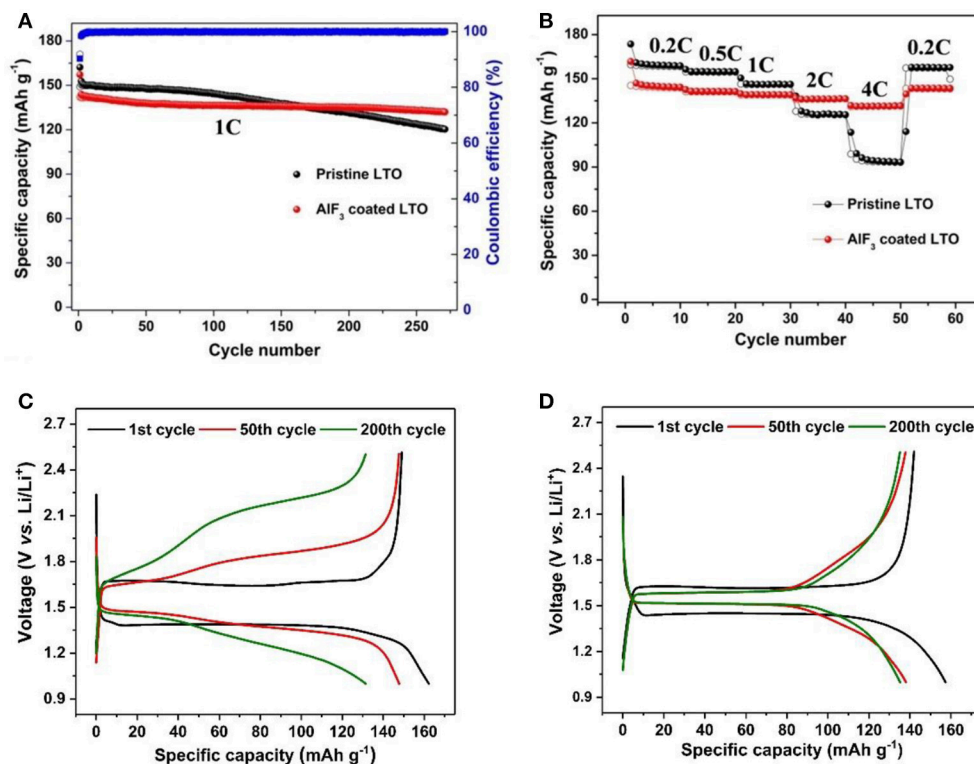 A
Specific capacity (mAh g⁻¹)
180
150
120
90
60
30
0
100
80
60
40
20
0
Coulombic efficiency (%)
1C
Pristine LTO
AlF₃ coated LTO
0 50 100 150 200 250
Cycle number
B
Specific capacity (mAh g⁻¹)
180
150
120
90
60
30
0
0.2C 0.5C 1C 2C 4C 0.2C
Pristine LTO
AlF₃ coated LTO
0 10 20 30 40 50 60
Cycle number
C
Voltage (V vs. Li/Li⁺)
2.7
2.4
2.1
1.8
1.5
1.2
0.9
1st cycle 50th cycle 200th cycle
0 20 40 60 80 100 120 140 160
Specific capacity (mAh g⁻¹)
D
Voltage (V vs. Li/Li⁺)
2.7
2.4
2.1
1.8
1.5
1.2
0.9
1st cycle 50th cycle 200th cycle
0 20 40 60 80 100 120 140 160
Specific capacity (mAh g⁻¹)